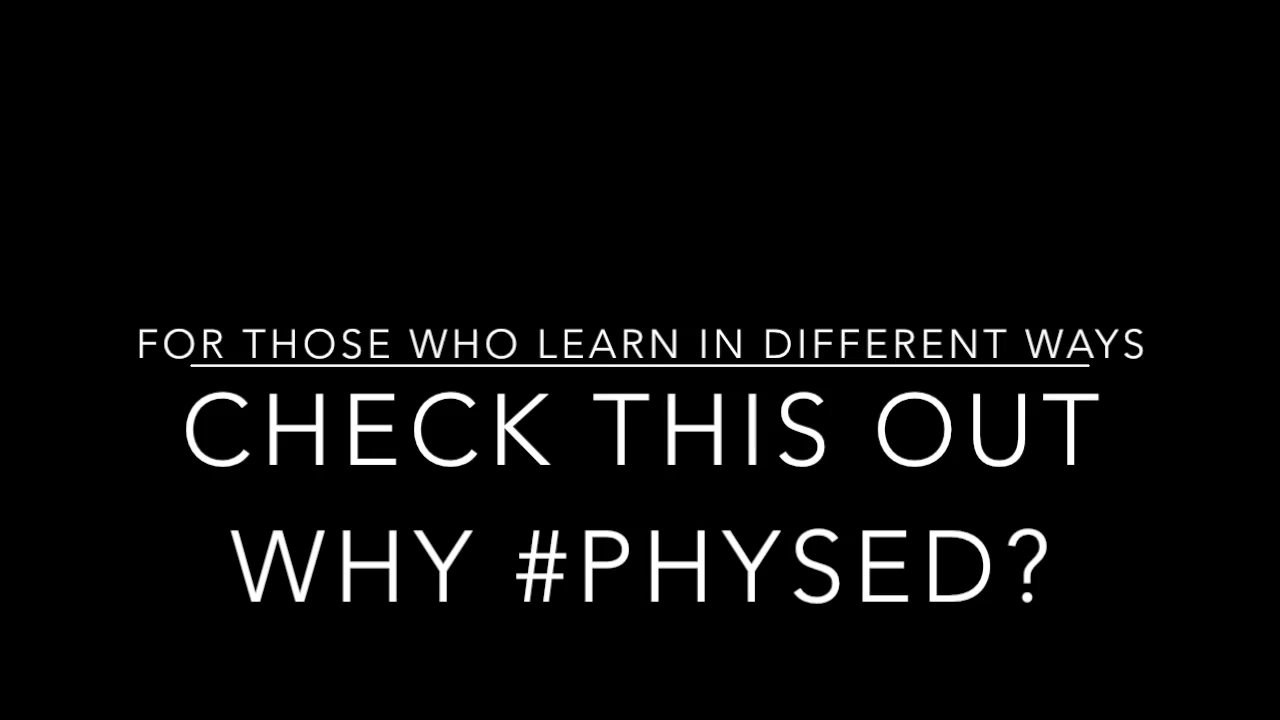 FOR THOSE WHO LEARN IN DIFFERENT WAYS
CHECK THIS OUT
WHY #PHYSED?